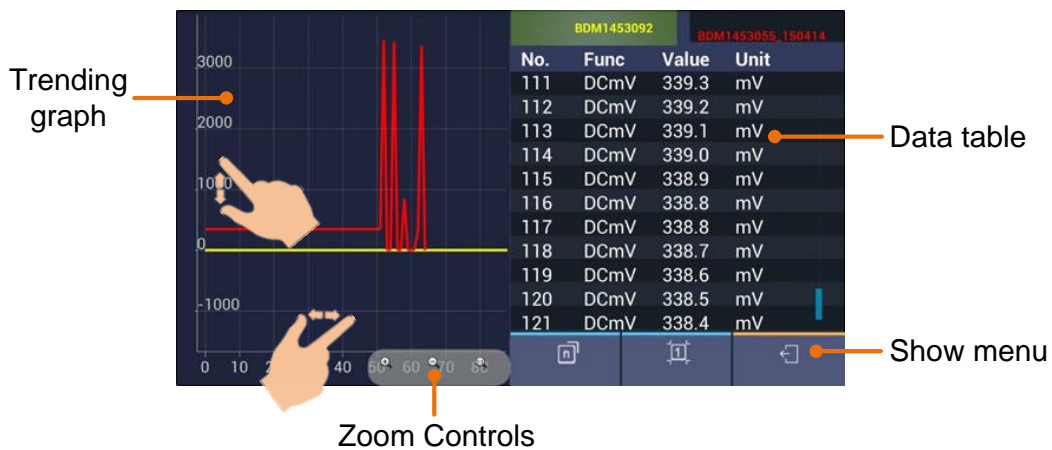 BDM1453092
BDM1453055_150414
No. Func Value Unit
111 DCmV 339.3 mV
112 DCmV 339.2 mV
113 DCmV 339.1 mV
114 DCmV 339.0 mV
115 DCmV 338.9 mV
116 DCmV 338.8 mV
117 DCmV 338.8 mV
118 DCmV 338.7 mV
119 DCmV 338.6 mV
120 DCmV 338.5 mV
121 DCmV 338.4 mV
3000
2000
1000
0
-1000
0 10 40 50 60 70 80
n
1
Trending
graph
Data table
Show menu
Zoom Controls